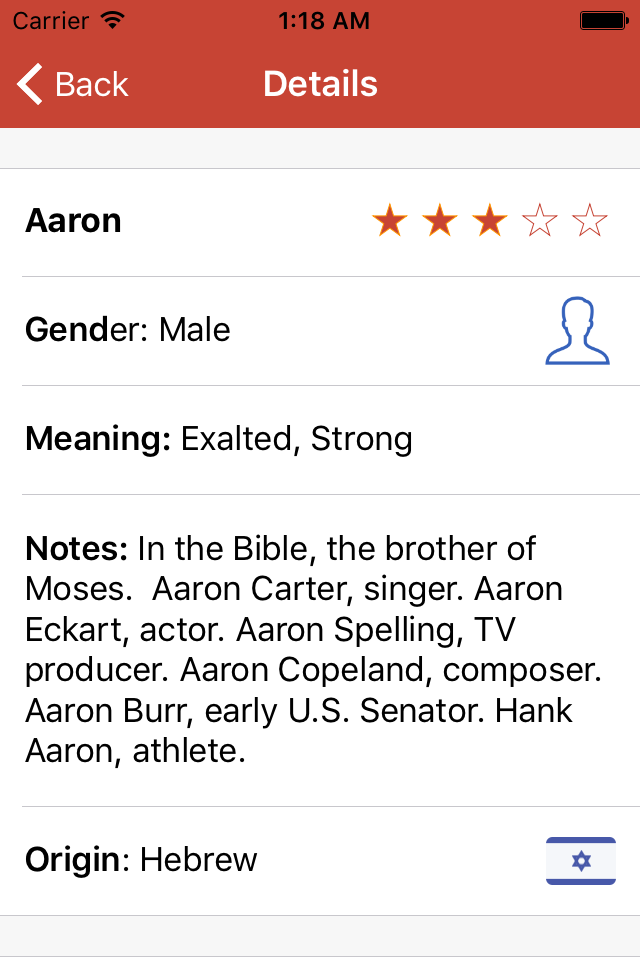 Carrier 1:18 AM
Back Details
Aaron
Gender: Male
Meaning: Exalted, Strong
Notes: In the Bible, the brother of
Moses.  Aaron Carter, singer. Aaron
Eckart, actor. Aaron Spelling, TV
producer. Aaron Copeland, composer.
Aaron Burr, early U.S. Senator. Hank
Aaron, athlete.
Origin: Hebrew